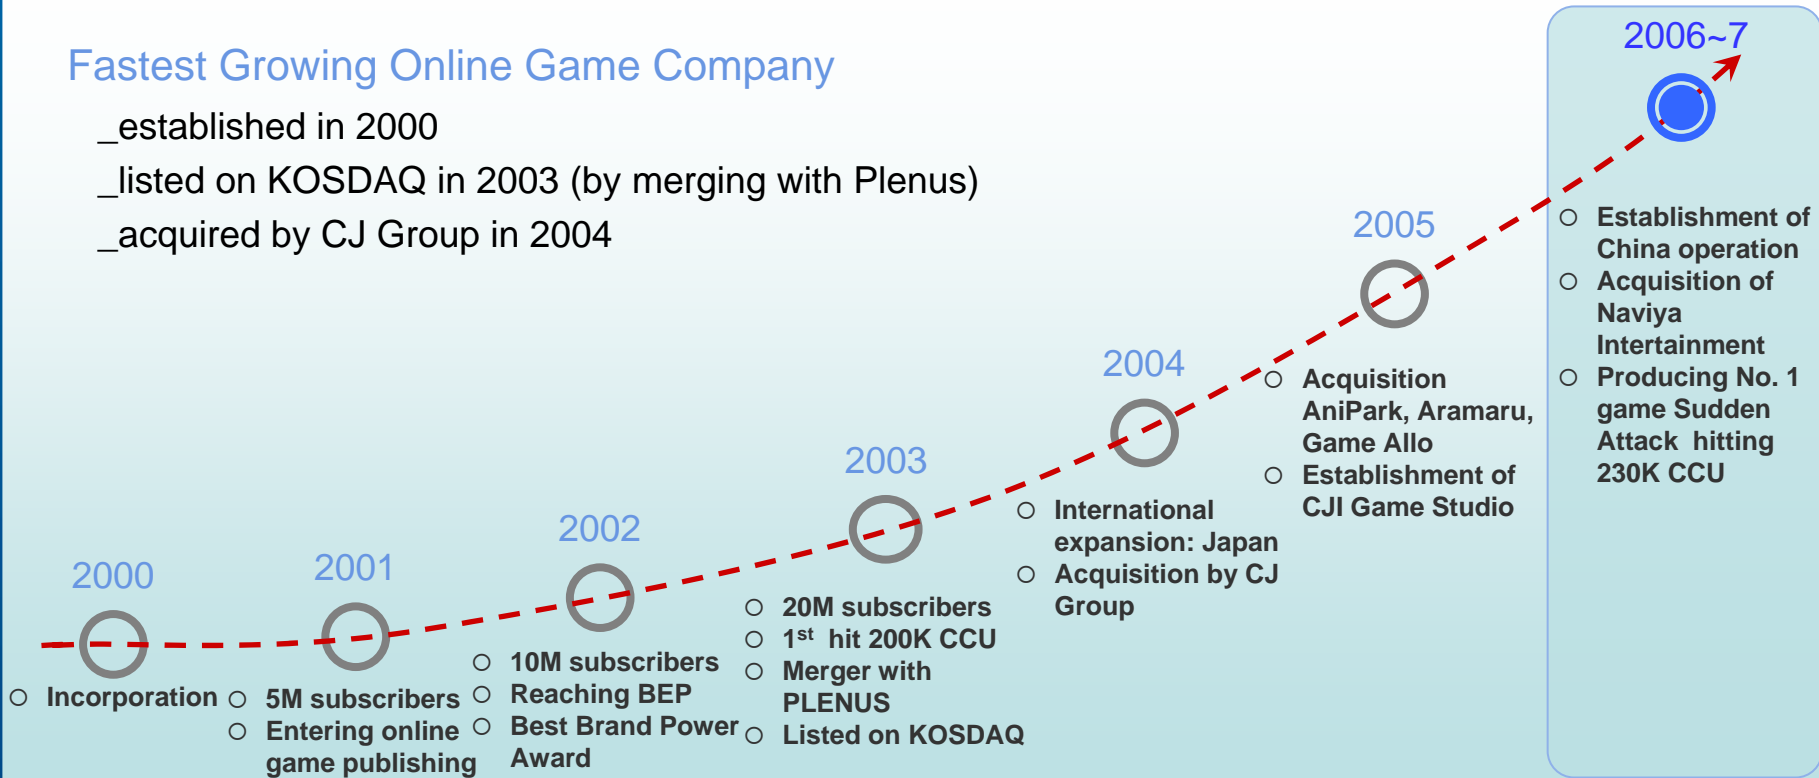 Fastest Growing Online Game Company
_established in 2000
_listed on KOSDAQ in 2003 (by merging with Plenus)
_acquired by CJ Group in 2004
2000
○ Incorporation
2001
○ 5M subscribers
○ Entering online
game publishing
2002
○ 10M subscribers
○ Reaching BEP
○ Best Brand Power
Award
2003
○ 20M subscribers
○ 1st hit 200K CCU
○ Merger with
PLENUS
○ Listed on KOSDAQ
2004
○ International
expansion: Japan
○ Acquisition by CJ
Group
2005
○ Acquisition
AniPark, Aramaru,
Game Allo
○ Establishment of
CJI Game Studio
2006~7
○ Establishment of
China operation
○ Acquisition of
Naviya
Intertainment
○ Producing No. 1
game Sudden
Attack hitting
230K CCU